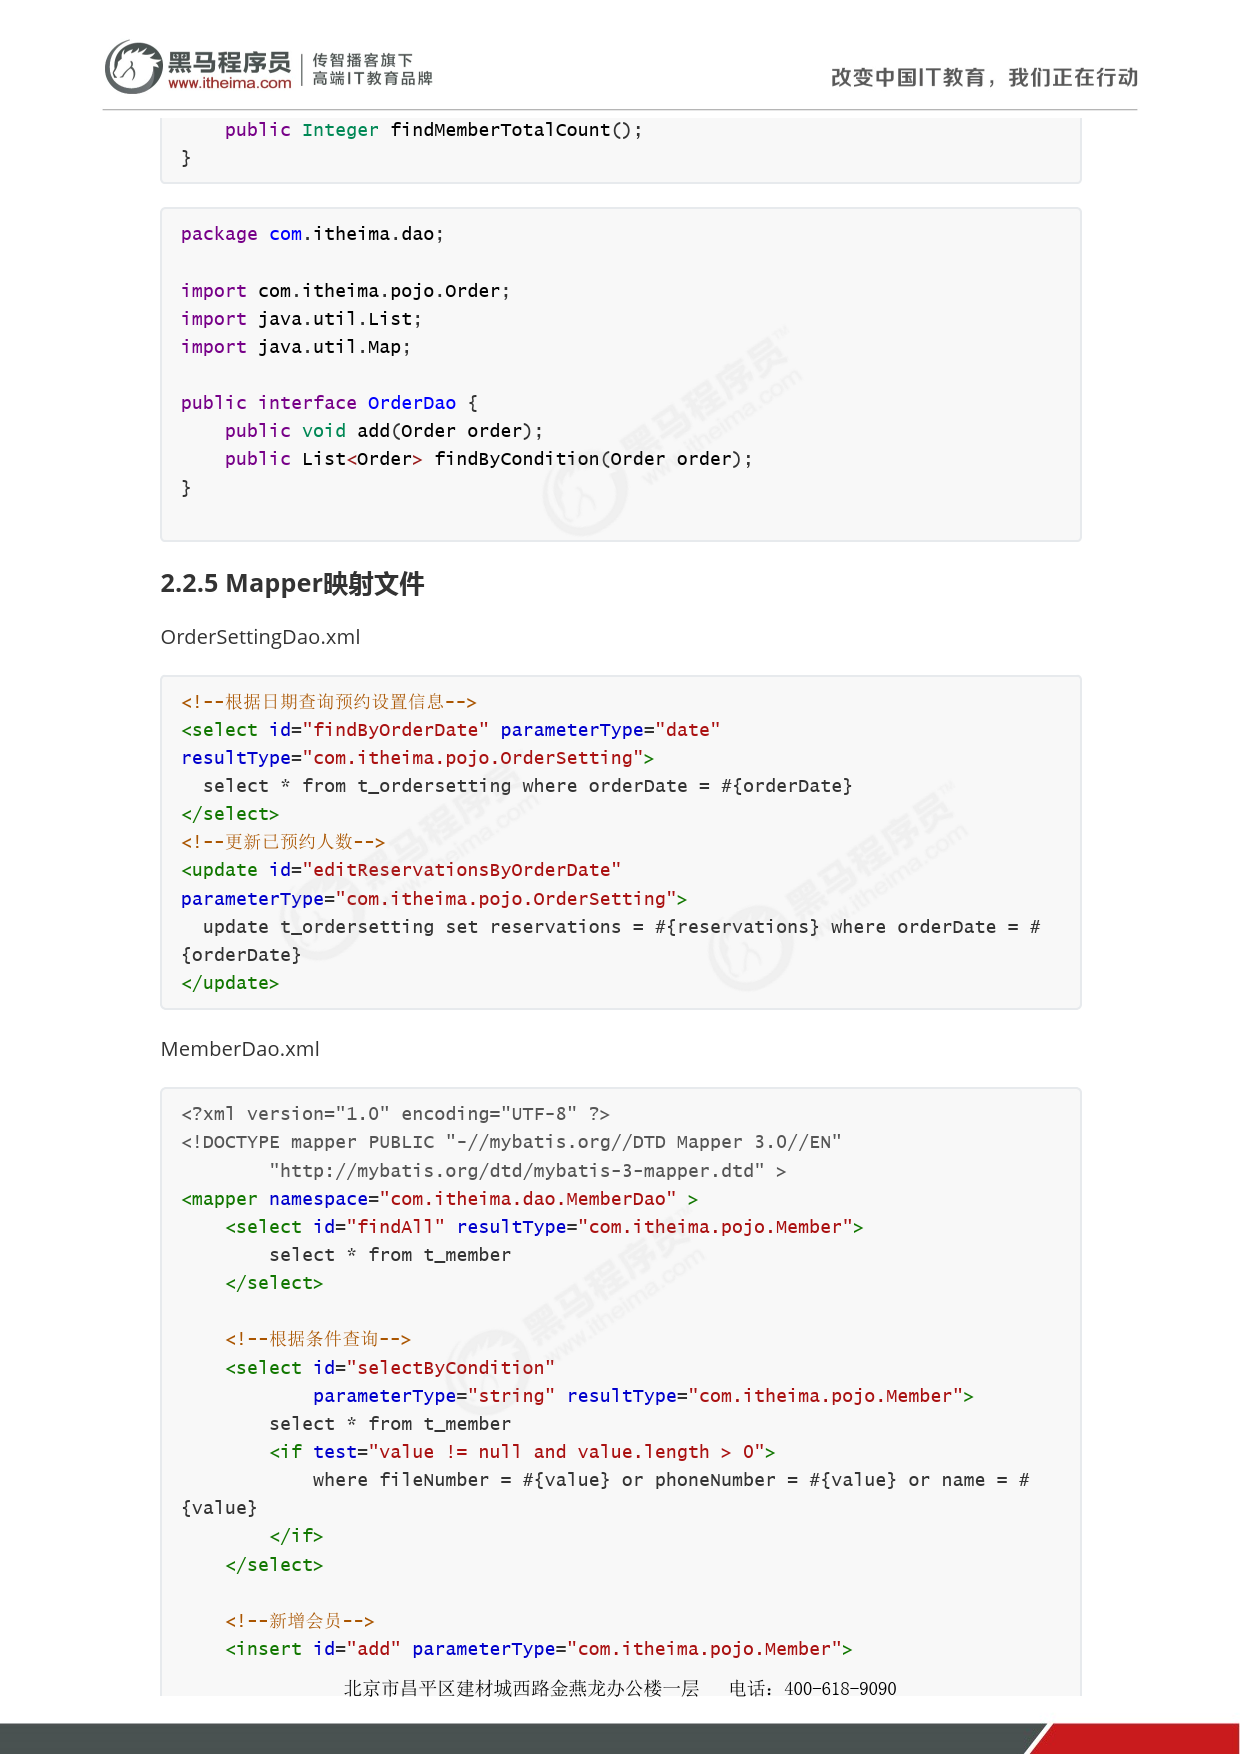 黑马程序员 传智播客旗下
www.itheima.com 高端IT教育品牌
改变中国IT教育，我们正在行动
    public Integer findMemberTotalCount();
}
package com.itheima.dao;
import com.itheima.pojo.Order;
import java.util.List;
import java.util.Map;
public interface OrderDao {
    public void add(Order order);
    public List<Order> findByCondition(Order order);
}
2.2.5 Mapper映射文件
OrderSettingDao.xml
<!--根据日期查询预约设置信息-->
<select id="findByOrderDate" parameterType="date"
resultType="com.itheima.pojo.OrderSetting">
  select * from t_ordersetting where orderDate = #{orderDate}
</select>
<!--更新已预约人数-->
<update id="editReservationsByOrderDate"
parameterType="com.itheima.pojo.OrderSetting">
  update t_ordersetting set reservations = #{reservations} where orderDate = #
{orderDate}
</update>
MemberDao.xml
<?xml version="1.0" encoding="UTF-8" ?>
<!DOCTYPE mapper PUBLIC "-//mybatis.org//DTD Mapper 3.0//EN"
        "http://mybatis.org/dtd/mybatis-3-mapper.dtd" >
<mapper namespace="com.itheima.dao.MemberDao" >
    <select id="findAll" resultType="com.itheima.pojo.Member">
        select * from t_member
    </select>
    <!--根据条件查询-->
    <select id="selectByCondition"
            parameterType="string" resultType="com.itheima.pojo.Member">
        select * from t_member
        <if test="value != null and value.length > 0">
            where fileNumber = #{value} or phoneNumber = #{value} or name = #
{value}
        </if>
    </select>
    <!--新增会员-->
    <insert id="add" parameterType="com.itheima.pojo.Member">
北京市昌平区建材城西路金燕龙办公楼一层 电话：400-618-9090